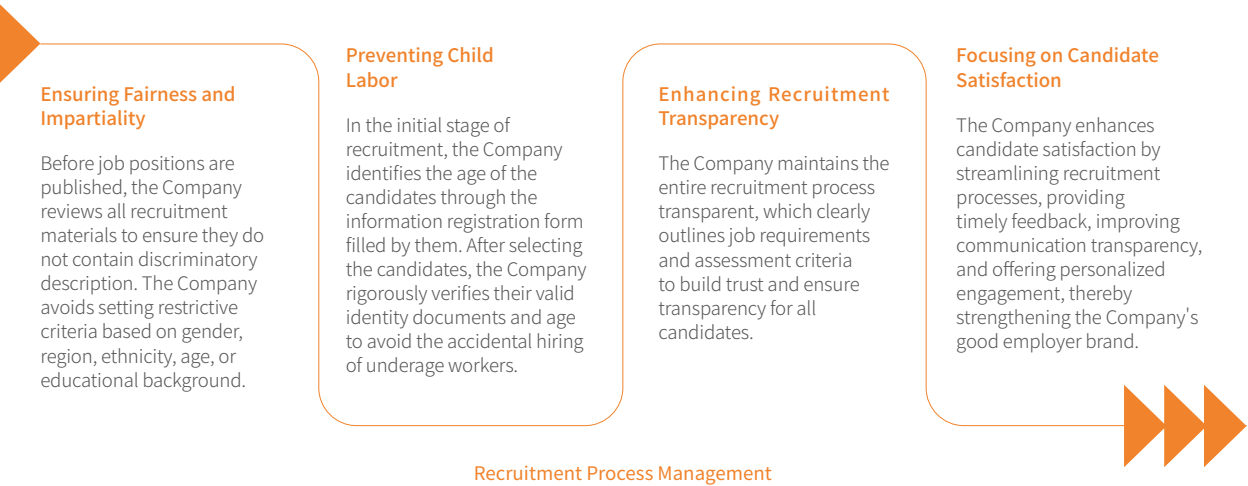 Ensuring Fairness and
Impartiality
Before job positions are
published, the Company
reviews all recruitment
materials to ensure they do
not contain discriminatory
description. The Company
avoids setting restrictive
criteria based on gender,
region, ethnicity, age, or
educational background.
Preventing Child
Labor
In the initial stage of
recruitment, the Company
identifies the age of the
candidates through the
information registration form
filled by them. After selecting
the candidates, the Company
rigorously verifies their valid
identity documents and age
to avoid the accidental hiring
of underage workers.
Enhancing Recruitment
Transparency
The Company maintains the
entire recruitment process
transparent, which clearly
outlines job requirements
and assessment criteria
to build trust and ensure
transparency for all
candidates.
Focusing on Candidate
Satisfaction
The Company enhances
candidate satisfaction by
streamlining recruitment
processes, providing
timely feedback, improving
communication transparency,
and offering personalized
engagement, thereby
strengthening the Company's
good employer brand.
Recruitment Process Management